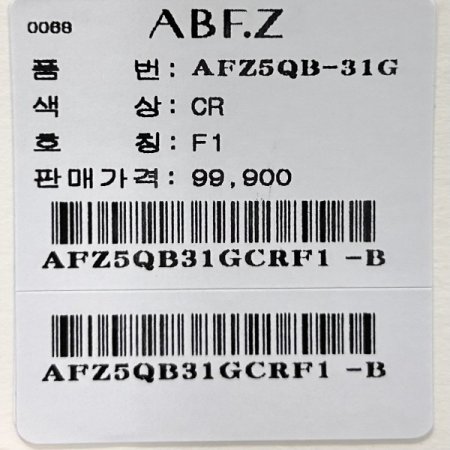 0068
ABF.Z
품 번: AFZ5QB-31G
색 상: CR
호 칭: F1
판매가격: 99,900
AFZ5QB31GCRF1 -B
AFZ5QB31GCRF1 -B